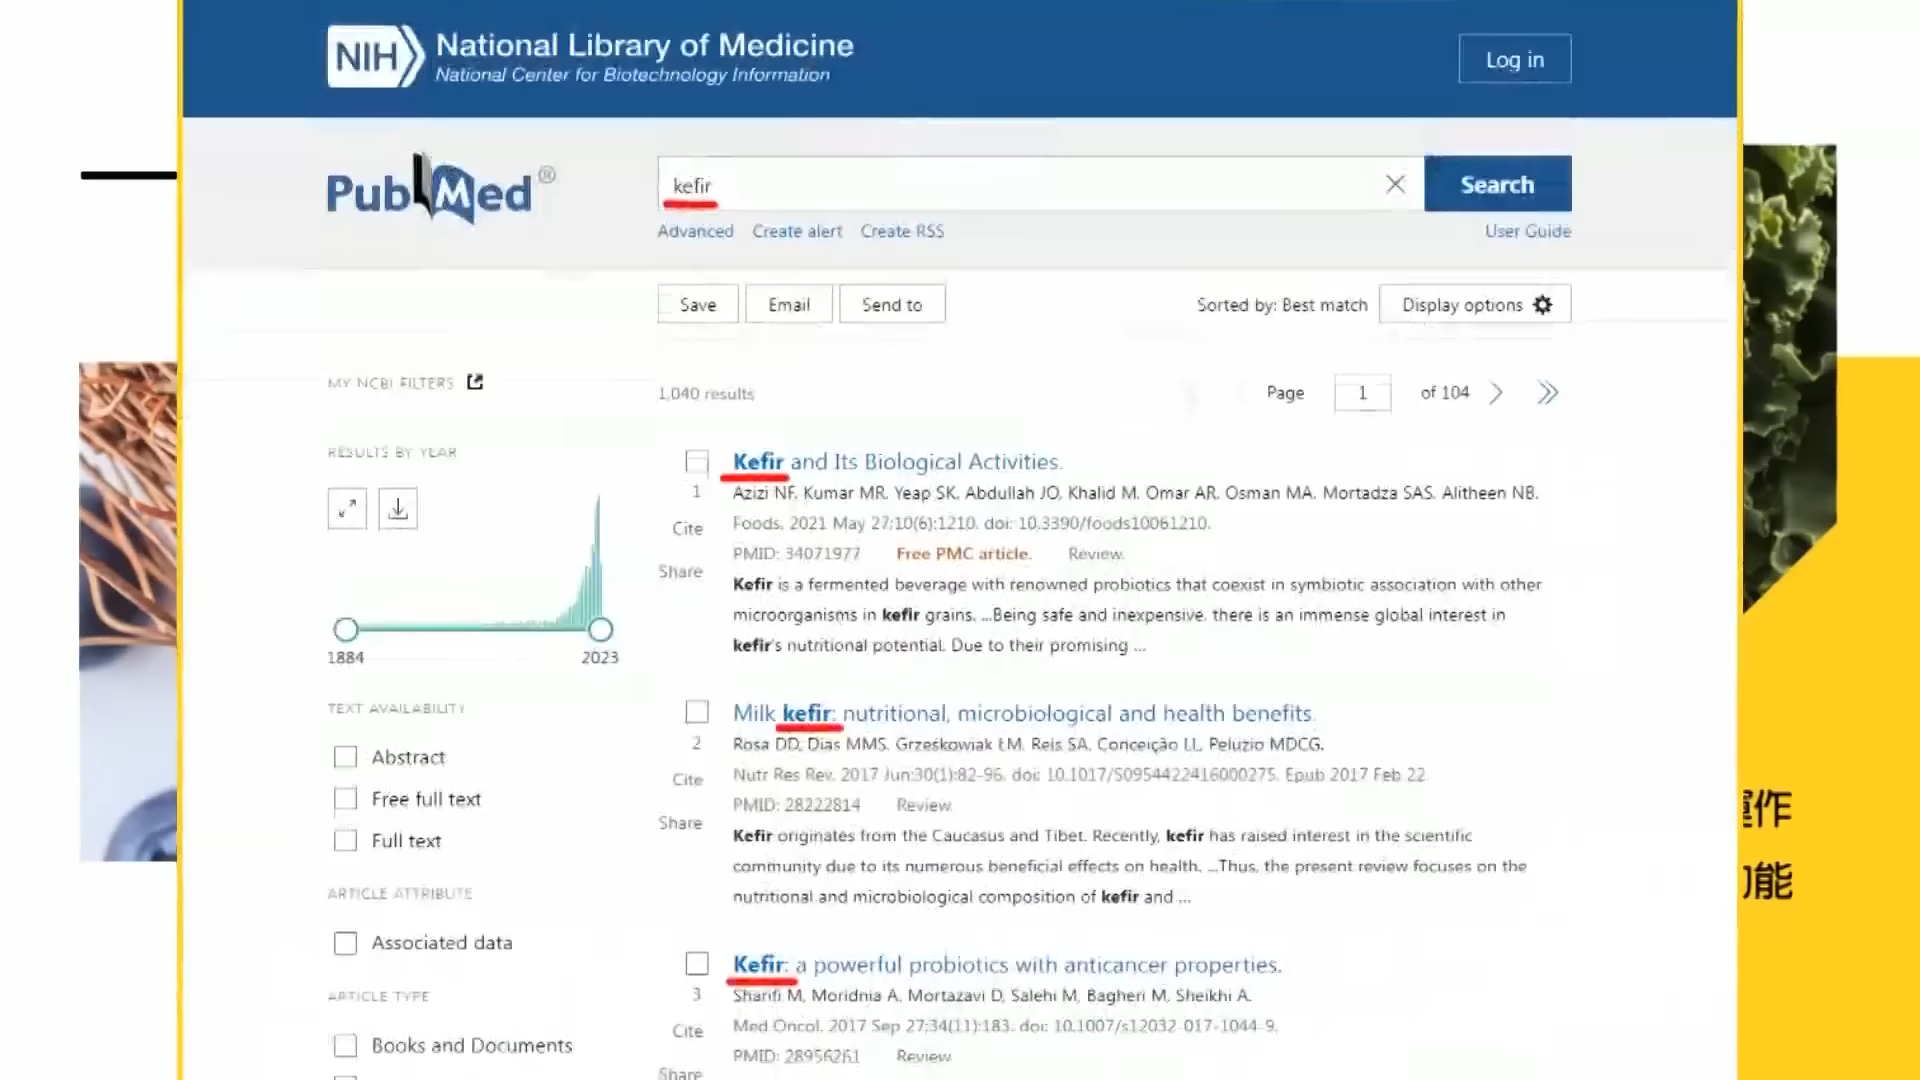 NIH National Library of Medicine
National Center for Biotechnology Information
Log in
PubMed®
kefir
Search
Advanced Create alert Create RSS
User Guide
Save Email Send to
Sorted by: Best match Display options
MY NCBI FILTERS
1,040 results
Page 1 of 104
RESULTS BY YEAR
1884 2023
TEXT AVAILABILITY
Abstract
Free full text
Full text
ARTICLE ATTRIBUTE
Associated data
ARTICLE TYPE
Books and Documents
Kefir and Its Biological Activities.
1
Azizi NF, Kumar MR, Yeap SK, Abdullah JO, Khalid M, Omar AR, Osman MA, Mortadza SAS, Alitheen NB.
Cite
Foods. 2021 May 27;10(6):1210. doi: 10.3390/foods10061210.
PMID: 34071977 Free PMC article. Review.
Share
Kefir is a fermented beverage with renowned probiotics that coexist in symbiotic association with other
microorganisms in kefir grains. ...Being safe and inexpensive, there is an immense global interest in
kefir's nutritional potential. Due to their promising ...
Milk kefir: nutritional, microbiological and health benefits.
2
Rosa DD, Dias MMS, Grześkowiak ŁM, Reis SA, Conceição LL, Peluzio MDCG.
Cite
Nutr Res Rev. 2017 Jun;30(1):82-96. doi: 10.1017/S0954422416000275. Epub 2017 Feb 22.
PMID: 28222814 Review.
Share
Kefir originates from the Caucasus and Tibet. Recently, kefir has raised interest in the scientific
community due to its numerous beneficial effects on health. ...Thus, the present review focuses on the
nutritional and microbiological composition of kefir and ...
Kefir: a powerful probiotics with anticancer properties.
3
Sharifi M, Moridnia A, Mortazavi D, Salehi M, Bagheri M, Sheikhi A.
Cite
Med Oncol. 2017 Sep 27;34(11):183. doi: 10.1007/s12032-017-1044-9.
PMID: 28956261 Review.
Share
作
能